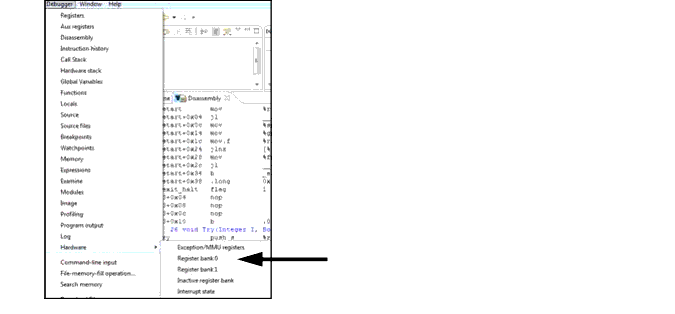 Debugger Window Help
Registers
Aux registers
Disassembly
Instruction history
Call Stack
Hardware stack
Global Variables
Functions
Locals
Source
Source files
Breakpoints
Watchpoints
Memory
Expressions
Examine
Modules
Image
Profiling
Program output
Log
Hardware
Command-line input
File-memory-fill operation...
Search memory
Disassembly
start mov %r
start+0x04 jl
start+0x0c mov
start+0x14 mov
start+0x1c mov.f
start+0x24 jlnz
start+0x28 mov
start+0x2c jl
start+0x34 b
start+0x38 .long
exit_halt flag
0+0x04 nop
0+0x08 nop
0+0x0c nop
0+0x10 b
26 void Try(Integer I,
push_s
Exception/MMU registers
Register bank:0
Register bank:1
Inactive register bank
Interrupt state